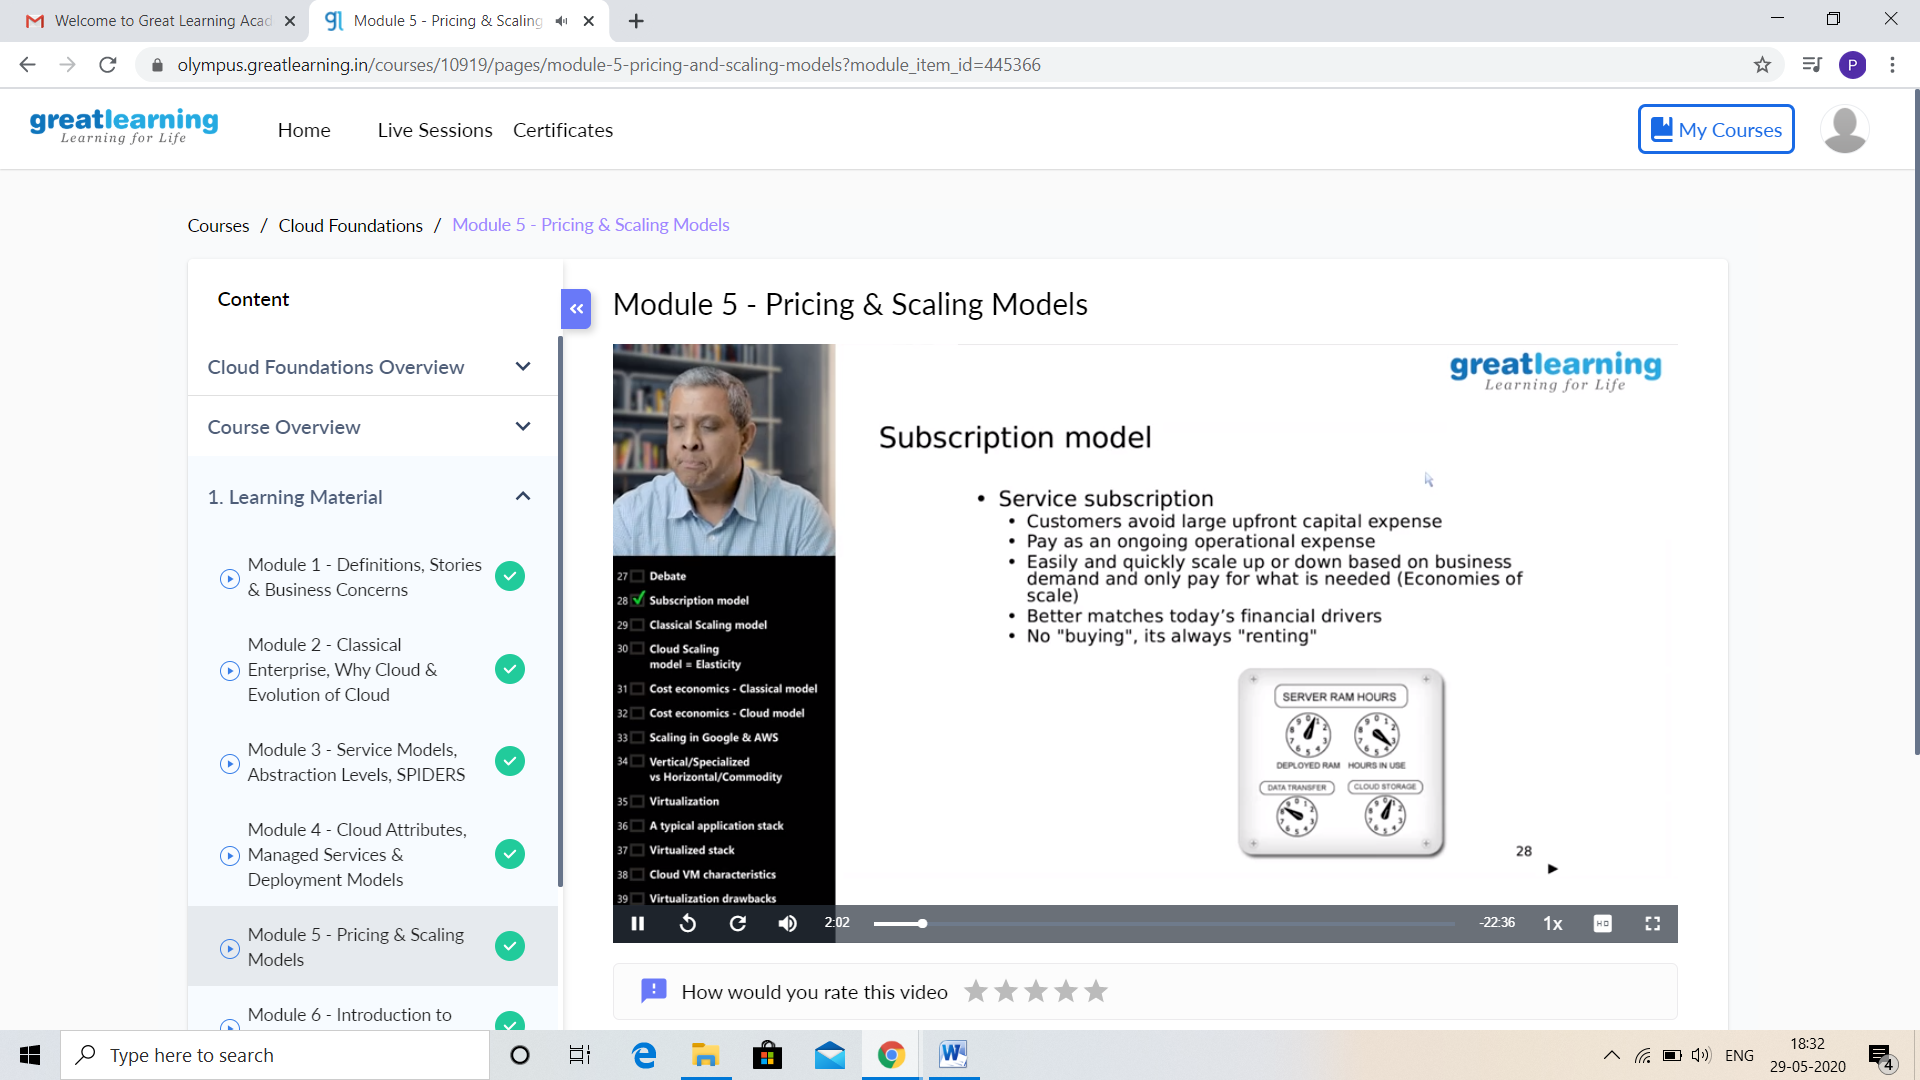 Welcome to Great Learning Acad
Module 5 - Pricing & Scaling
olympus.greatlearning.in/courses/10919/pages/module-5-pricing-and-scaling-models?module_item_id=445366
P
greatlearning
Learning for Life
Home
Live Sessions
Certificates
My Courses
Courses / Cloud Foundations / Module 5 - Pricing & Scaling Models
Content
Cloud Foundations Overview
Course Overview
1. Learning Material
Module 1 - Definitions, Stories
& Business Concerns
Module 2 - Classical
Enterprise, Why Cloud &
Evolution of Cloud
Module 3 - Service Models,
Abstraction Levels, SPIDERS
Module 4 - Cloud Attributes,
Managed Services &
Deployment Models
Module 5 - Pricing & Scaling
Models
Module 6 - Introduction to
Module 5 - Pricing & Scaling Models
greatlearning
Learning for Life
Subscription model
• Service subscription
• Customers avoid large upfront capital expense
• Pay as an ongoing operational expense
• Easily and quickly scale up or down based on business
demand and only pay for what is needed (Economies of
scale)
• Better matches today's financial drivers
• No "buying", its always "renting"
SERVER RAM HOURS
DEPLOYED RAM HOURS IN USE
DATA TRANSFER CLOUD STORAGE
28
27 Debate
28 Subscription model
29 Classical Scaling model
30 Cloud Scaling
model = Elasticity
31 Cost economics - Classical model
32 Cost economics - Cloud model
33 Scaling in Google & AWS
34 Vertical/Specialized
vs Horizontal/Commodity
35 Virtualization
36 A typical application stack
37 Virtualized stack
38 Cloud VM characteristics
39 Virtualization drawbacks
2:02
-22:36
1x
HD
How would you rate this video
Type here to search
ENG
18:32
29-05-2020
4